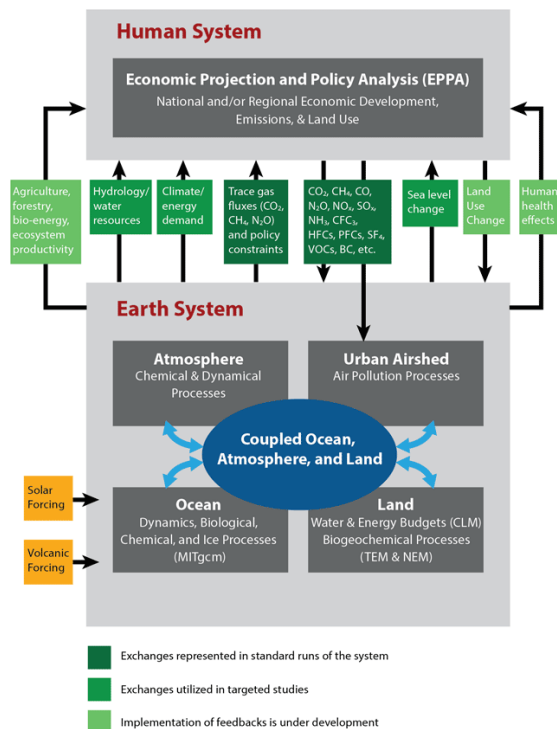 Human System
Economic Projection and Policy Analysis (EPPA)
National and/or Regional Economic Development,
Emissions, & Land Use
Agriculture,
forestry,
bio-energy,
ecosystem
productivity
Hydrology/
water
resources
Climate/
energy
demand
Trace gas
fluxes (CO₂,
CH₄, N₂O)
and policy
constraints
CO₂, CH₄, CO,
N₂O, NOₓ, SOₓ,
NH₃, CFC₃,
HFCs, PFCs, SF₄,
VOCs, BC, etc.
Sea level
change
Land
Use
Change
Human
health
effects
Earth System
Atmosphere
Chemical & Dynamical
Processes
Urban Airshed
Air Pollution Processes
Coupled Ocean,
Atmosphere, and Land
Solar
Forcing
Volcanic
Forcing
Ocean
Dynamics, Biological,
Chemical, and Ice Processes
(MITgcm)
Land
Water & Energy Budgets (CLM)
Biogeochemical Processes
(TEM & NEM)
Exchanges represented in standard runs of the system
Exchanges utilized in targeted studies
Implementation of feedbacks is under development